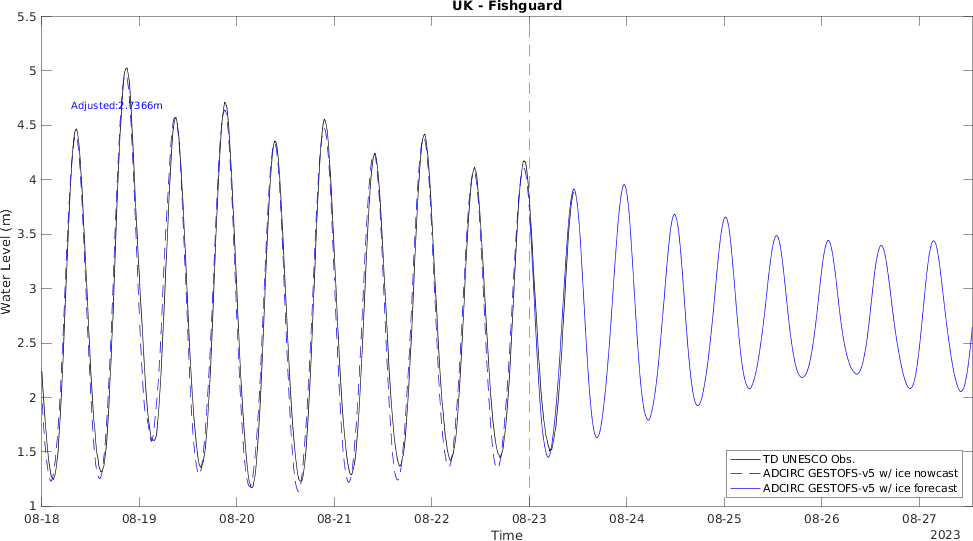 UK - Fishguard
5.5
5
4.5
4
3.5
3
2.5
2
1.5
1
Water Level (m)
Adjusted:2.7366m
TD UNESCO Obs.
ADCIRC GESTOFS-v5 w/ ice nowcast
ADCIRC GESTOFS-v5 w/ ice forecast
08-18 08-19 08-20 08-21 08-22 08-23 08-24 08-25 08-26 08-27
Time
2023